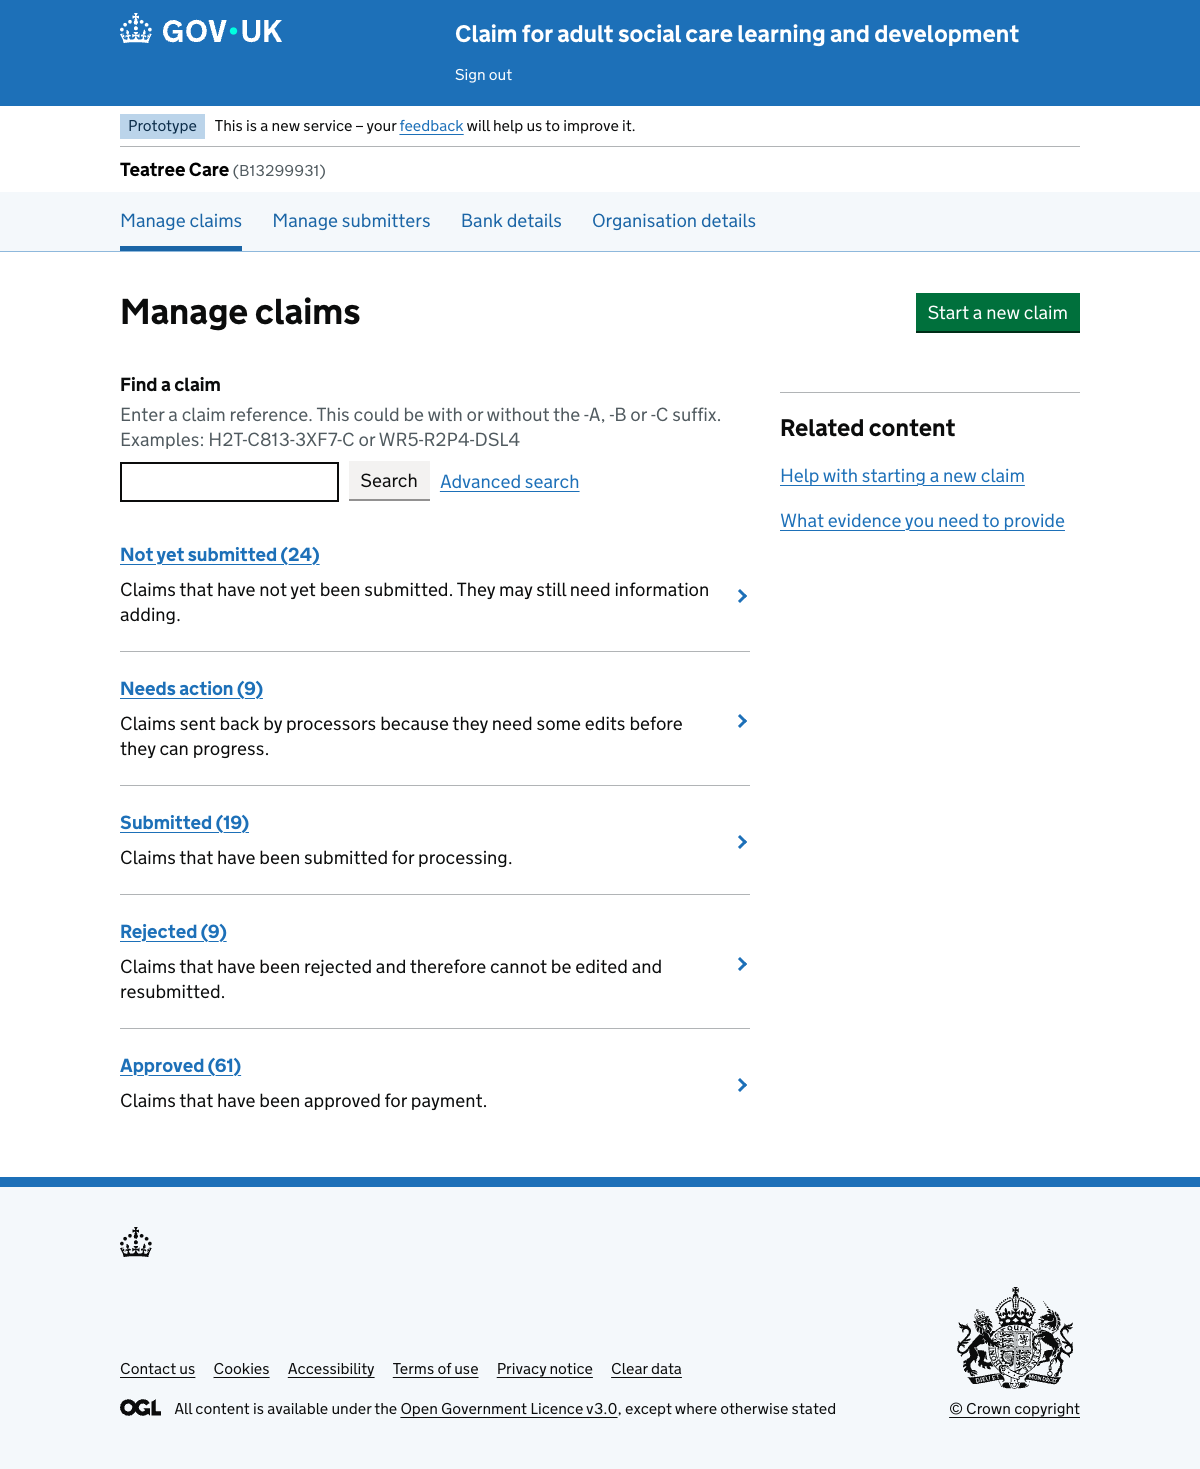 GOV·UK
Claim for adult social care learning and development
Sign out
Prototype This is a new service – your feedback will help us to improve it.
Teatree Care (B13299931)
Manage claims Manage submitters Bank details Organisation details
Manage claims
Start a new claim
Find a claim
Enter a claim reference. This could be with or without the -A, -B or -C suffix.
Examples: H2T-C813-3XF7-C or WR5-R2P4-DSL4
Search Advanced search
Related content
Help with starting a new claim
What evidence you need to provide
Not yet submitted (24)
Claims that have not yet been submitted. They may still need information
adding.
Needs action (9)
Claims sent back by processors because they need some edits before
they can progress.
Submitted (19)
Claims that have been submitted for processing.
Rejected (9)
Claims that have been rejected and therefore cannot be edited and
resubmitted.
Approved (61)
Claims that have been approved for payment.
Contact us Cookies Accessibility Terms of use Privacy notice Clear data
OGL All content is available under the Open Government Licence v3.0, except where otherwise stated
© Crown copyright